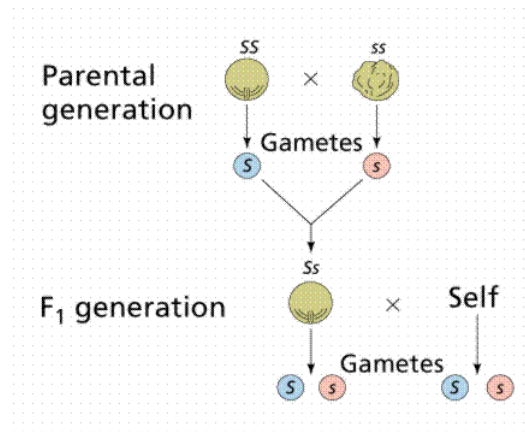 SS ss
Parental
generation
×
Gametes
S s
Ss
F₁ generation
× Self
Gametes
S s S s